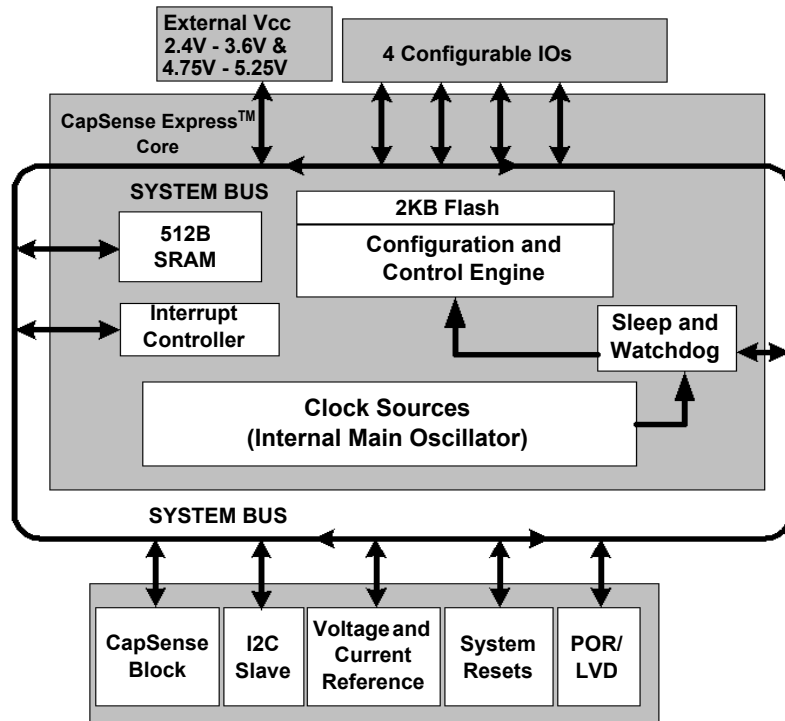 External Vcc
2.4V - 3.6V &
4.75V - 5.25V
4 Configurable IOs
CapSense Express™
Core
SYSTEM BUS
512B
SRAM
2KB Flash
Configuration and
Control Engine
Interrupt
Controller
Sleep and
Watchdog
Clock Sources
(Internal Main Oscillator)
SYSTEM BUS
CapSense
Block
I2C
Slave
Voltage and
Current
Reference
System
Resets
POR/
LVD